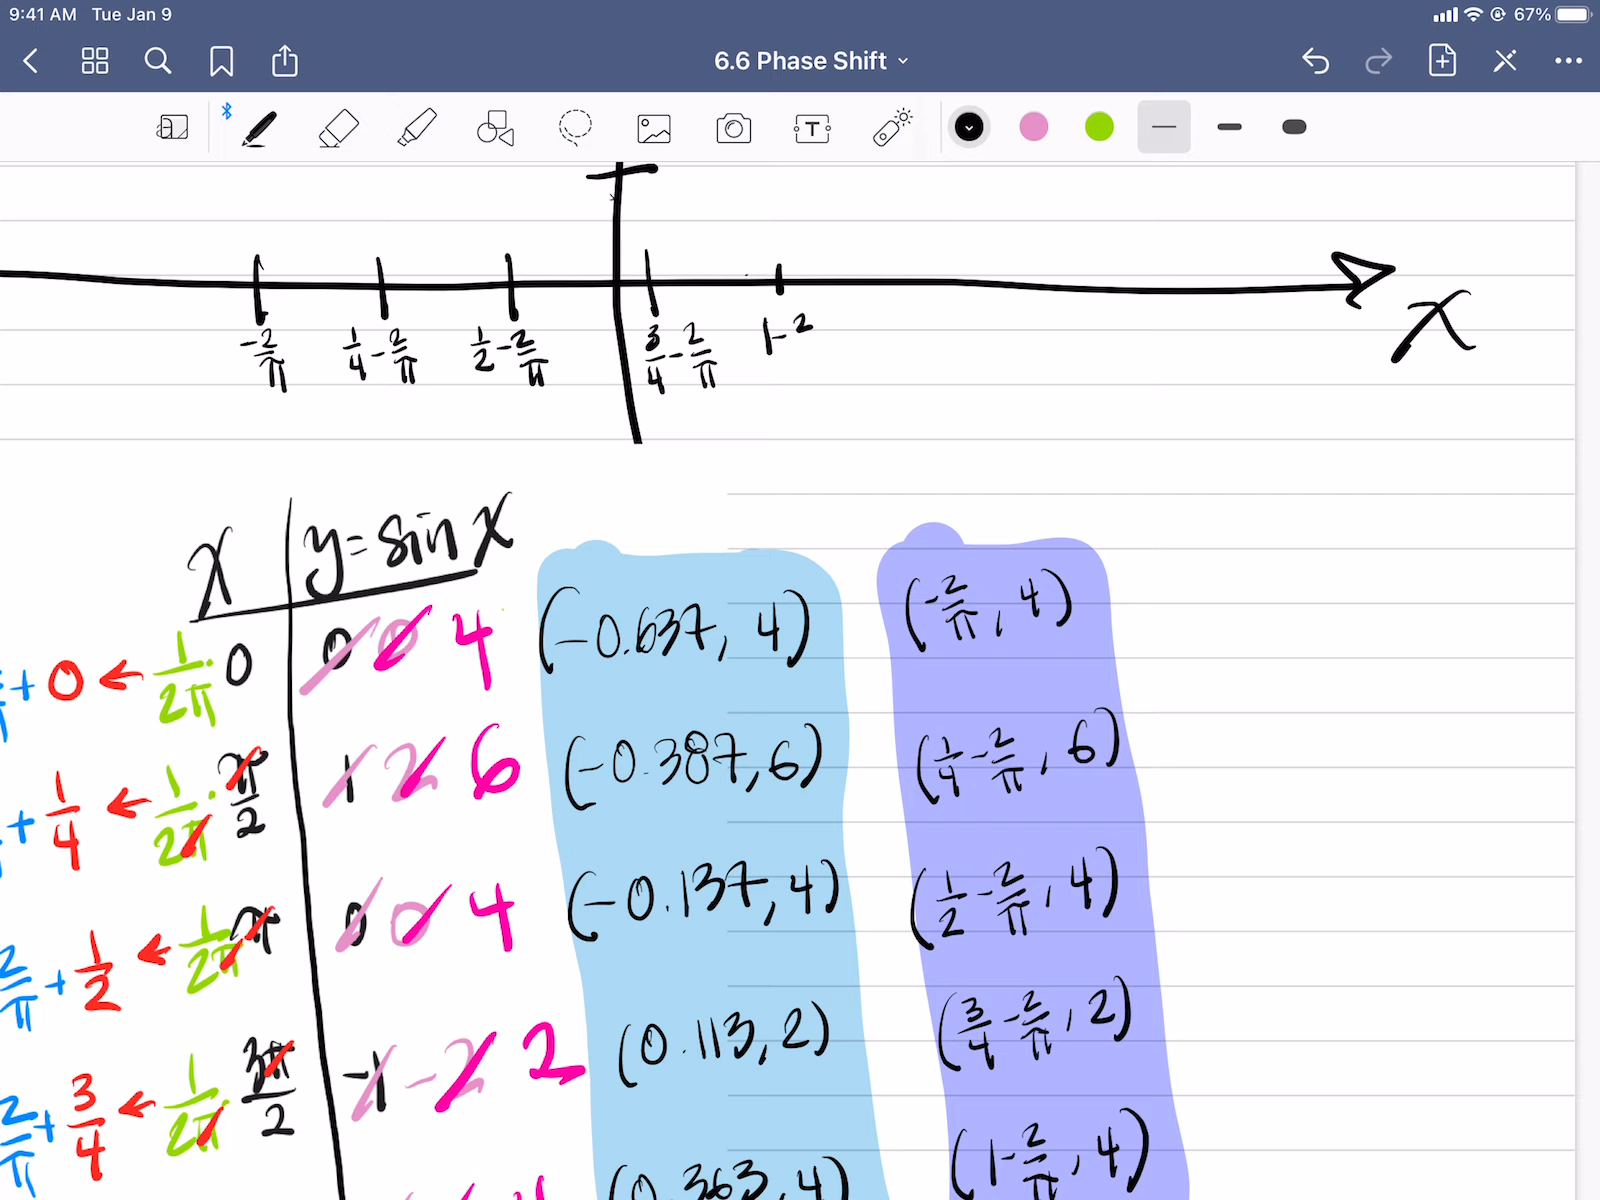 9:41 AM Tue Jan 9
67%
6.6 Phase Shift
T
-2/π 1/4-2/π 1/2-2/π 3/4-2/π 1-2
x
x y=sin x
+0 ← 1/2π·0 0 0 4 (-0.637, 4) (-2/π, 4)
+1/4 ← 1/2π·π/2 1 2 6 (-0.387, 6) (1/4-2/π, 6)
2/π+1/2 ← 1/2π π 0 0 4 (-0.137, 4) (1/2-2/π, 4)
2/π+3/4 ← 1/2π 3π/2 -1 -2 2 (0.113, 2) (3/4-2/π, 2)
(0.363, 4) (1-2/π, 4)